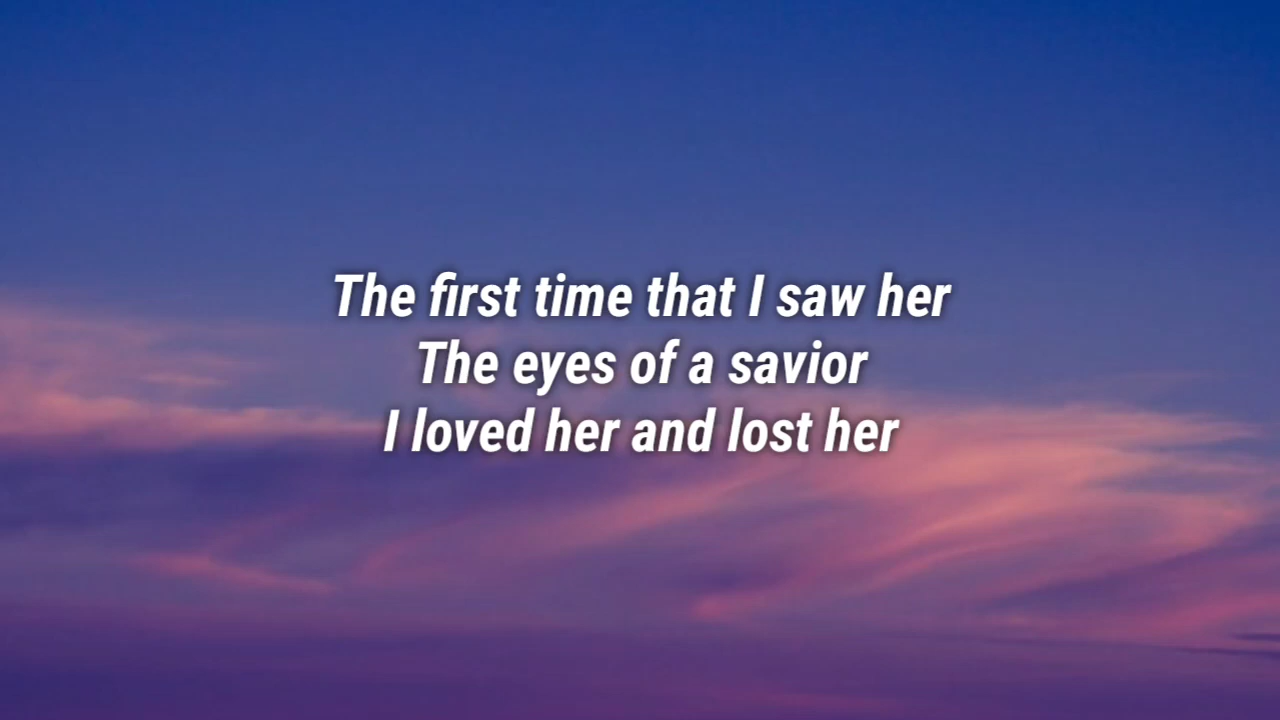 The first time that I saw her
The eyes of a savior
I loved her and lost her